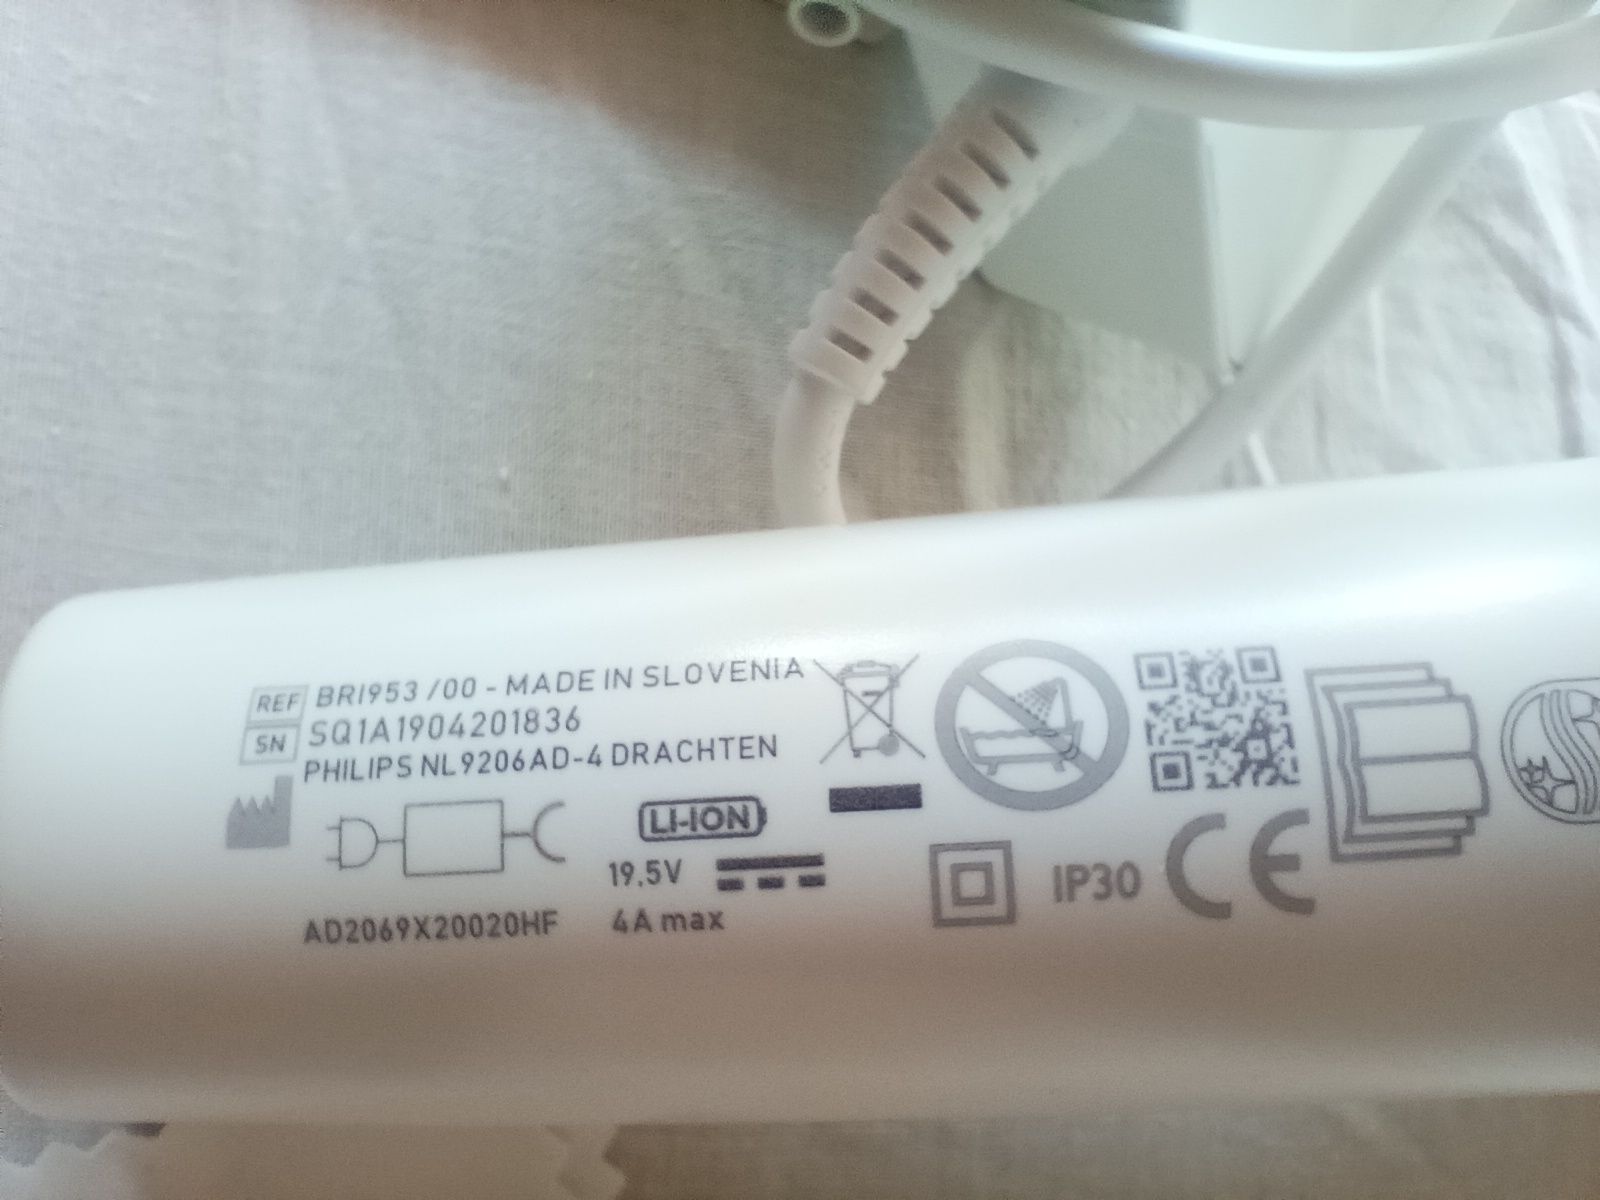 REF BRI953 /00 - MADE IN SLOVENIA
SN SQ1A1904201836
PHILIPS NL9206AD-4 DRACHTEN
LI-ION
19.5V
AD2069X20020HF 4A max
IP30 CE